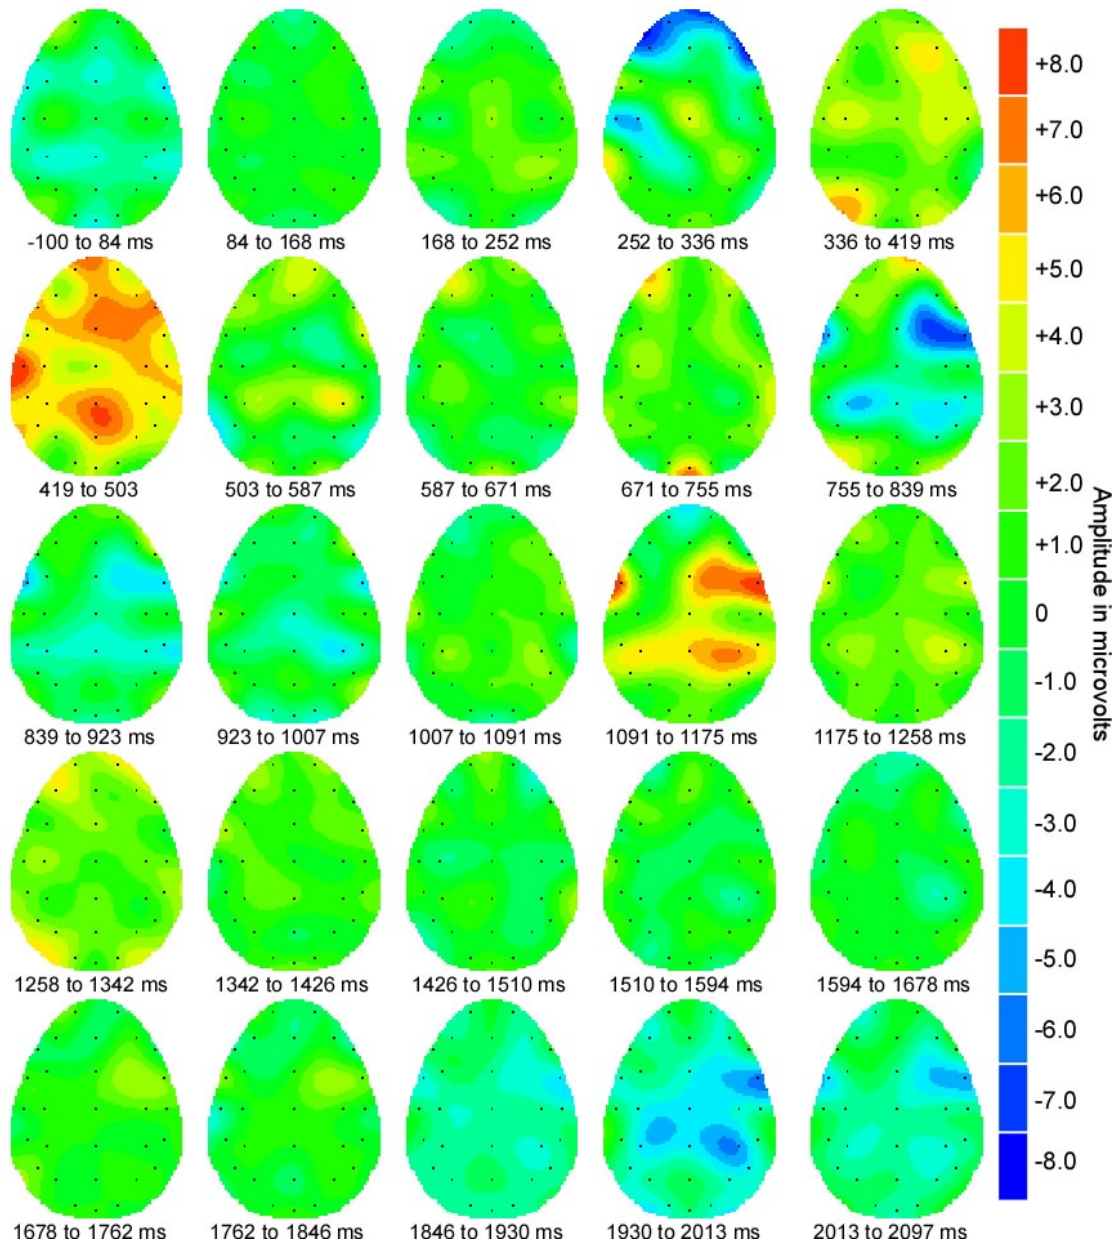 -100 to 84 ms
84 to 168 ms
168 to 252 ms
252 to 336 ms
336 to 419 ms
419 to 503
503 to 587 ms
587 to 671 ms
671 to 755 ms
755 to 839 ms
839 to 923 ms
923 to 1007 ms
1007 to 1091 ms
1091 to 1175 ms
1175 to 1258 ms
1258 to 1342 ms
1342 to 1426 ms
1426 to 1510 ms
1510 to 1594 ms
1594 to 1678 ms
1678 to 1762 ms
1762 to 1846 ms
1846 to 1930 ms
1930 to 2013 ms
2013 to 2097 ms
+8.0
+7.0
+6.0
+5.0
+4.0
+3.0
+2.0
+1.0
0
-1.0
-2.0
-3.0
-4.0
-5.0
-6.0
-7.0
-8.0
Amplitude in microvolts